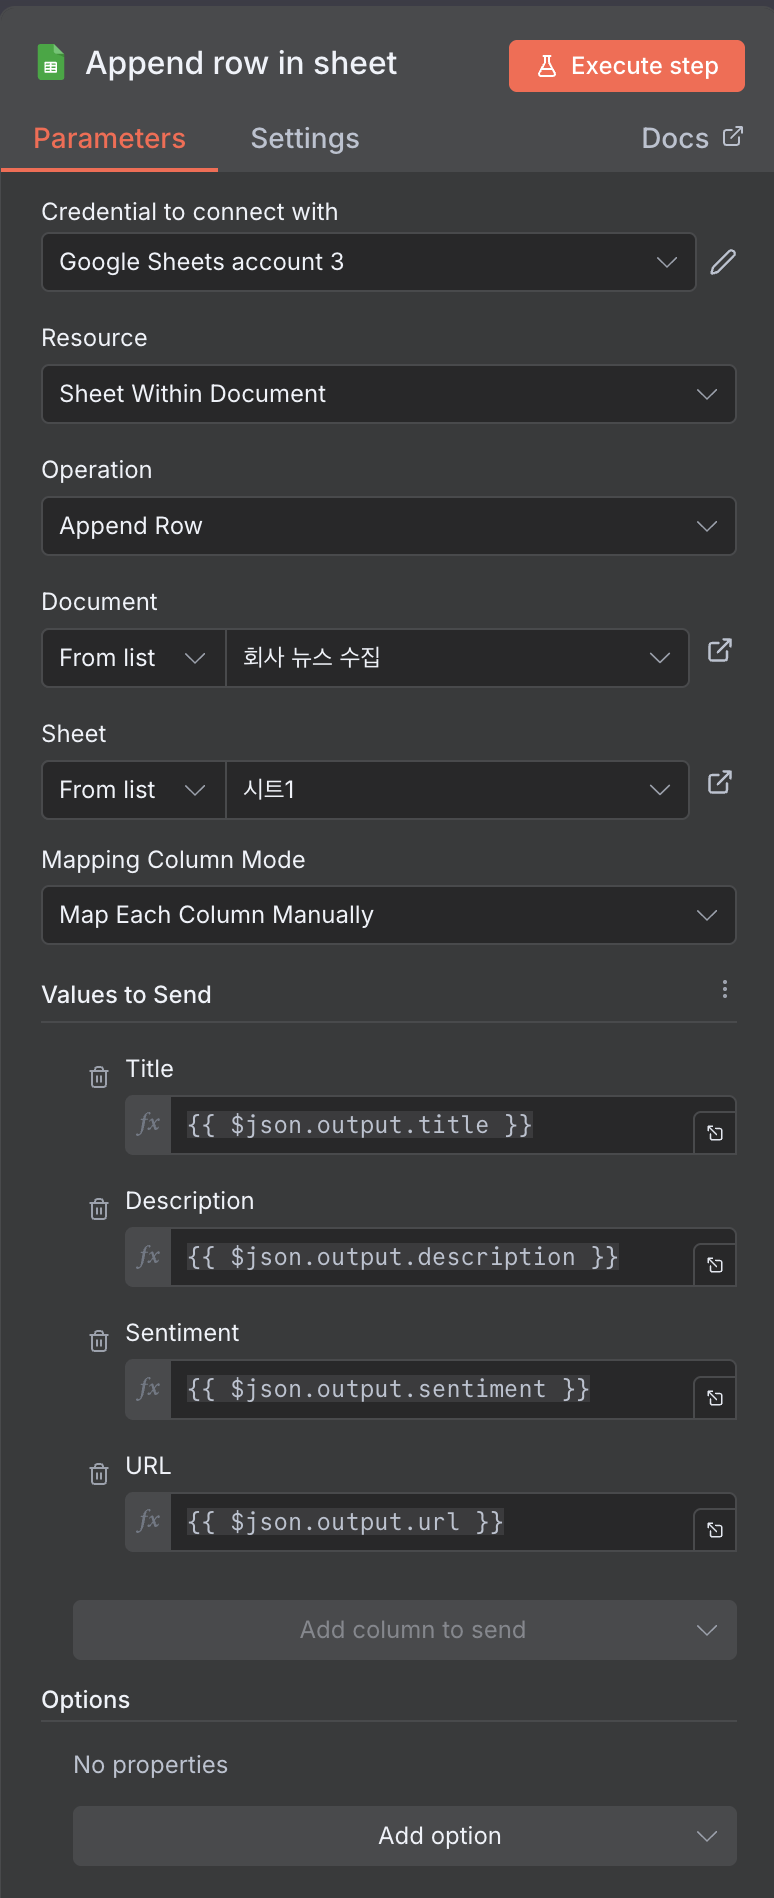 Append row in sheet
Execute step
Parameters
Settings
Docs
Credential to connect with
Google Sheets account 3
Resource
Sheet Within Document
Operation
Append Row
Document
From list
회사 뉴스 수집
Sheet
From list
시트1
Mapping Column Mode
Map Each Column Manually
Values to Send
Title
fx
{{ $json.output.title }}
Description
fx
{{ $json.output.description }}
Sentiment
fx
{{ $json.output.sentiment }}
URL
fx
{{ $json.output.url }}
Add column to send
Options
No properties
Add option